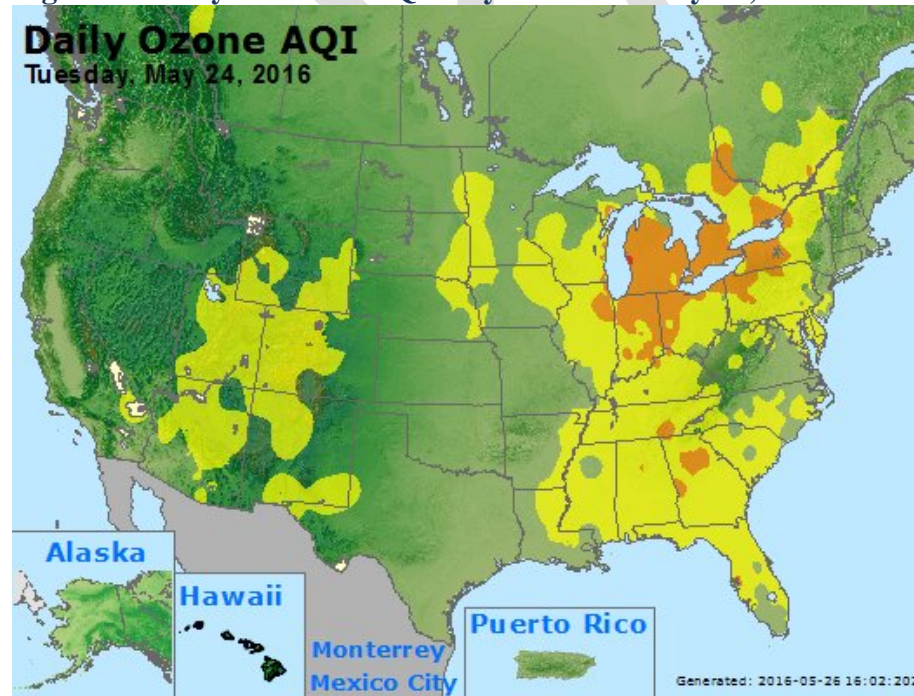 Daily Ozone AQI
Tuesday, May 24, 2016
Alaska
Hawaii
Puerto Rico
Monterrey
Mexico City
Generated: 2016-05-26 16:02:20